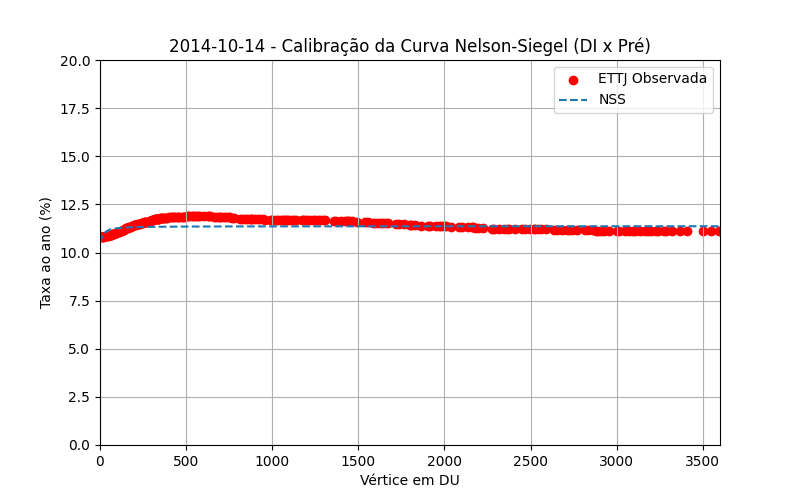 2014-10-14 - Calibração da Curva Nelson-Siegel (DI x Pré)
ETTJ Observada
NSS
Taxa ao ano (%)
20.0
17.5
15.0
12.5
10.0
7.5
5.0
2.5
0.0
0 500 1000 1500 2000 2500 3000 3500
Vértice em DU